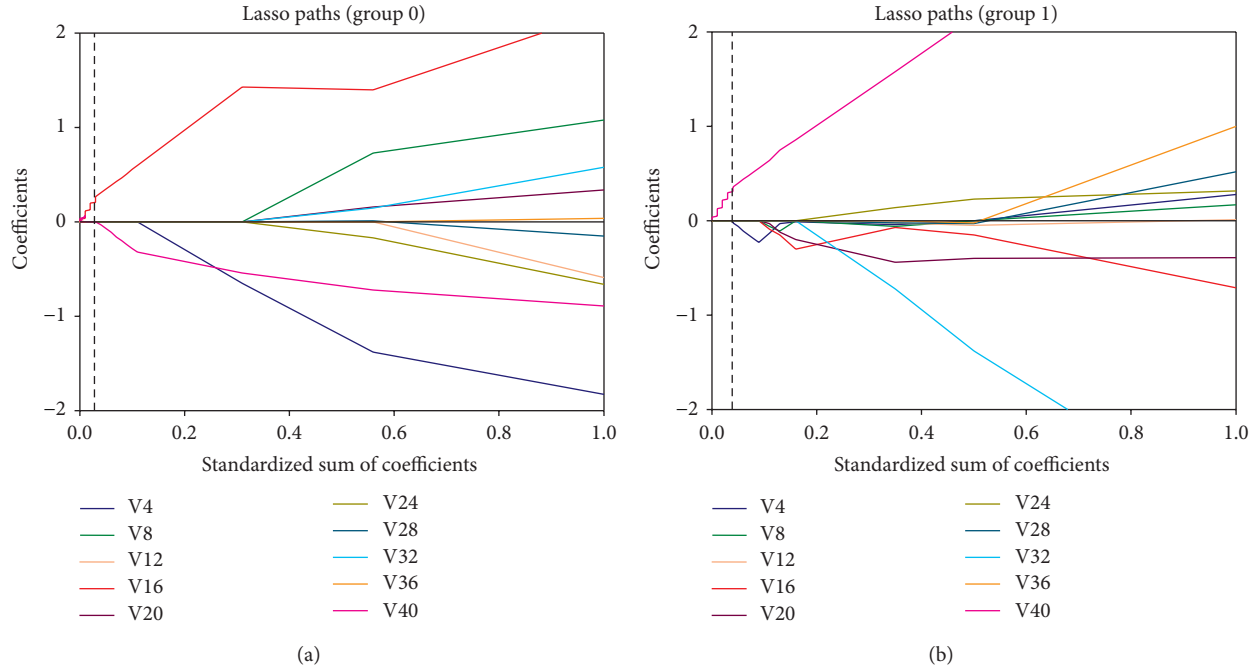 Lasso paths (group 0)
2
1
0
−1
−2
Coefficients
0.0 0.2 0.4 0.6 0.8 1.0
Standardized sum of coefficients
V4
V8
V12
V16
V20
V24
V28
V32
V36
V40
(a)
Lasso paths (group 1)
2
1
0
−1
−2
Coefficients
0.0 0.2 0.4 0.6 0.8 1.0
Standardized sum of coefficients
V4
V8
V12
V16
V20
V24
V28
V32
V36
V40
(b)